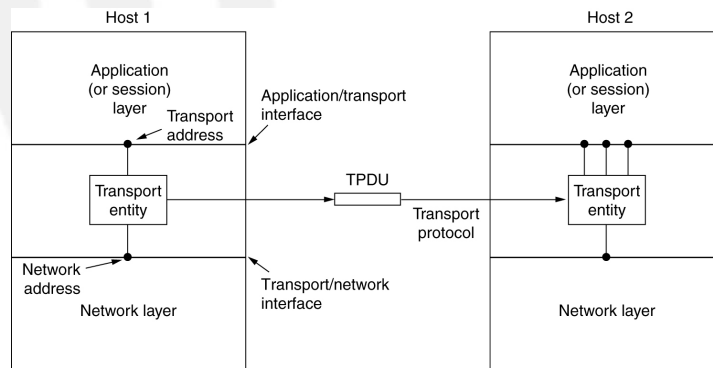 Host 1
Host 2
Application
(or session)
layer
Transport
address
Application/transport
interface
Application
(or session)
layer
Transport
entity
TPDU
Transport
protocol
Transport
entity
Network
address
Transport/network
interface
Network layer
Network layer